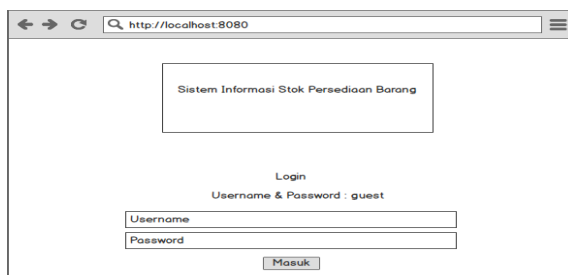 http://localhost:8080
Sistem Informasi Stok Persediaan Barang
Login
Username & Password : guest
Username
Password
Masuk